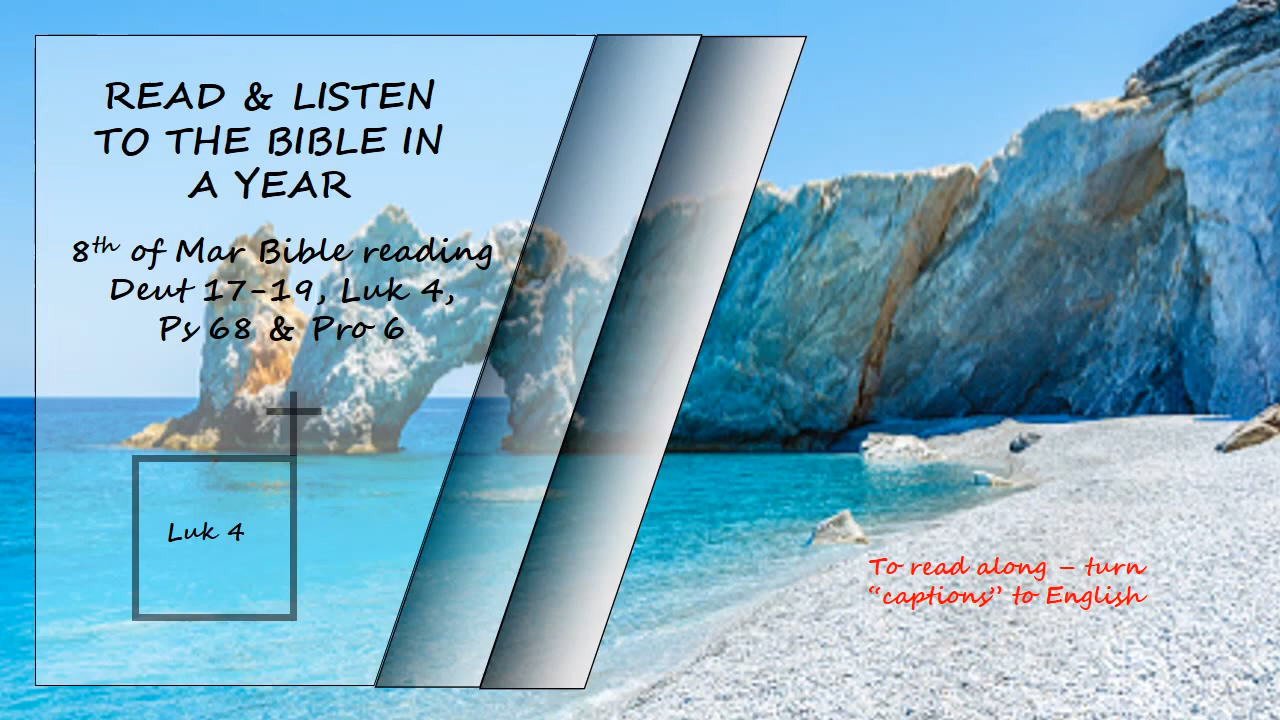 READ & LISTEN
TO THE BIBLE IN
A YEAR
8th of Mar Bible reading
Deut 17-19, Luk 4,
Ps 68 & Pro 6
Luk 4
To read along – turn
“captions” to English